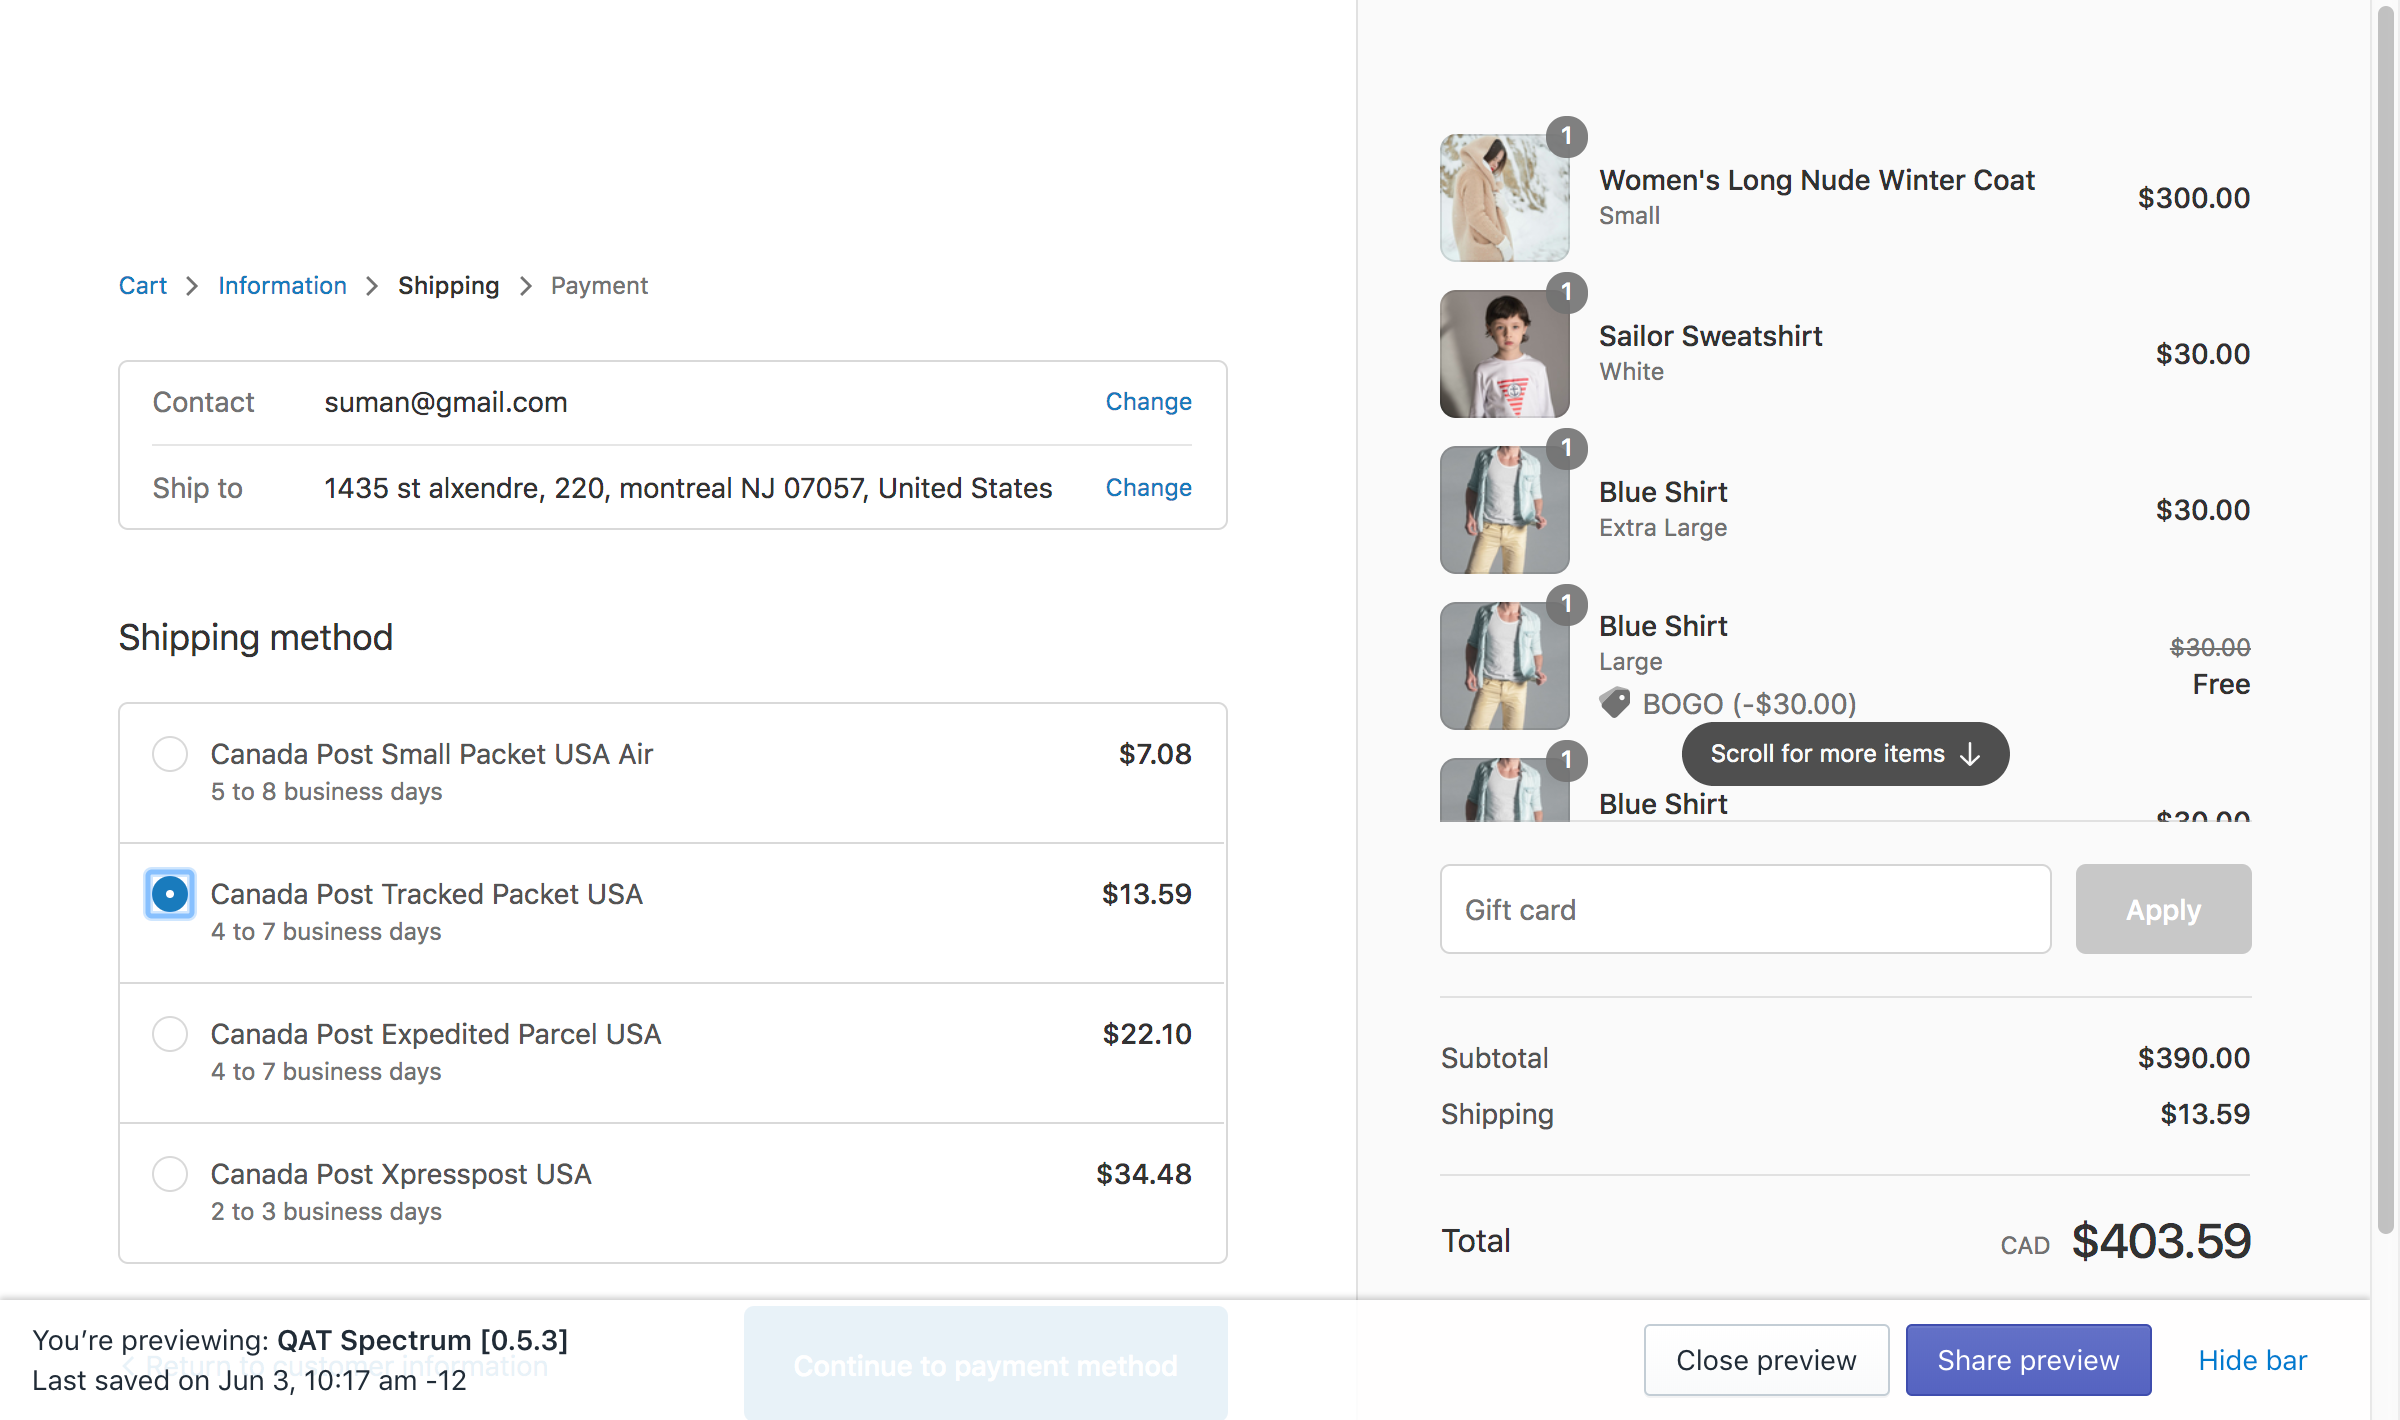 Cart > Information > Shipping > Payment
Contact suman@gmail.com Change
Ship to 1435 st alxendre, 220, montreal NJ 07057, United States Change
Shipping method
Canada Post Small Packet USA Air $7.08
5 to 8 business days
Canada Post Tracked Packet USA $13.59
4 to 7 business days
Canada Post Expedited Parcel USA $22.10
4 to 7 business days
Canada Post Xpresspost USA $34.48
2 to 3 business days
< Return to customer information
Continue to payment method
1
Women's Long Nude Winter Coat
Small
$300.00
1
Sailor Sweatshirt
White
$30.00
1
Blue Shirt
Extra Large
$30.00
1
Blue Shirt
Large
BOGO (-$30.00)
$30.00
Free
Scroll for more items ↓
1
Blue Shirt
$30.00
Gift card
Apply
Subtotal $390.00
Shipping $13.59
Total CAD $403.59
You’re previewing: QAT Spectrum [0.5.3]
Last saved on Jun 3, 10:17 am -12
Close preview
Share preview
Hide bar